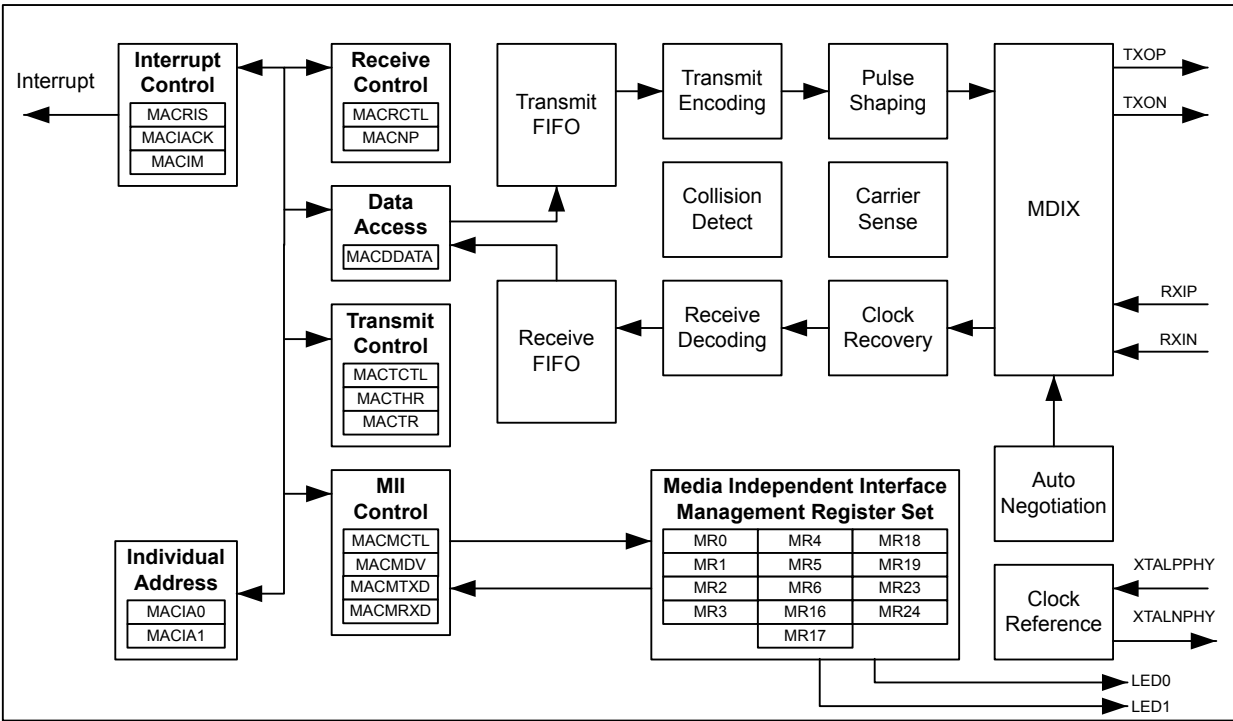 Interrupt
Interrupt
Control
MACRIS
MACIACK
MACIM
Receive
Control
MACRCTL
MACNP
Data
Access
MACDDATA
Transmit
Control
MACTCTL
MACTHR
MACTR
MII
Control
MACMCTL
MACMDV
MACMTXD
MACMRXD
Individual
Address
MACIA0
MACIA1
Transmit
FIFO
Receive
FIFO
Transmit
Encoding
Pulse
Shaping
Collision
Detect
Carrier
Sense
Receive
Decoding
Clock
Recovery
MDIX
TXOP
TXON
RXIP
RXIN
Auto
Negotiation
Media Independent Interface
Management Register Set
MR0 MR4 MR18
MR1 MR5 MR19
MR2 MR6 MR23
MR3 MR16 MR24
MR17
Clock
Reference
XTALPPHY
XTALNPHY
LED0
LED1